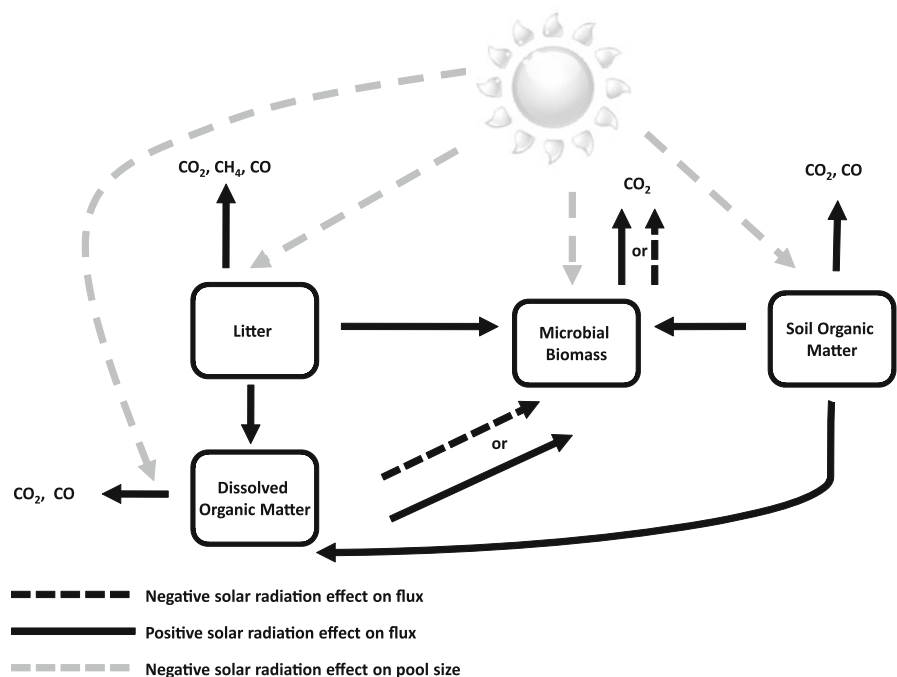 CO₂, CH₄, CO
CO₂
CO₂, CO
or
Litter
Microbial
Biomass
Soil Organic
Matter
or
CO₂, CO
Dissolved
Organic Matter
Negative solar radiation effect on flux
Positive solar radiation effect on flux
Negative solar radiation effect on pool size